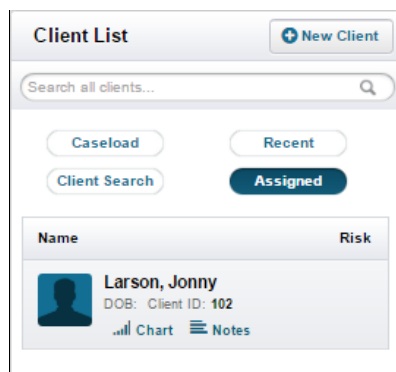 Client List
New Client
Search all clients...
Caseload
Recent
Client Search
Assigned
Name Risk
Larson, Jonny
DOB: Client ID: 102
Chart Notes